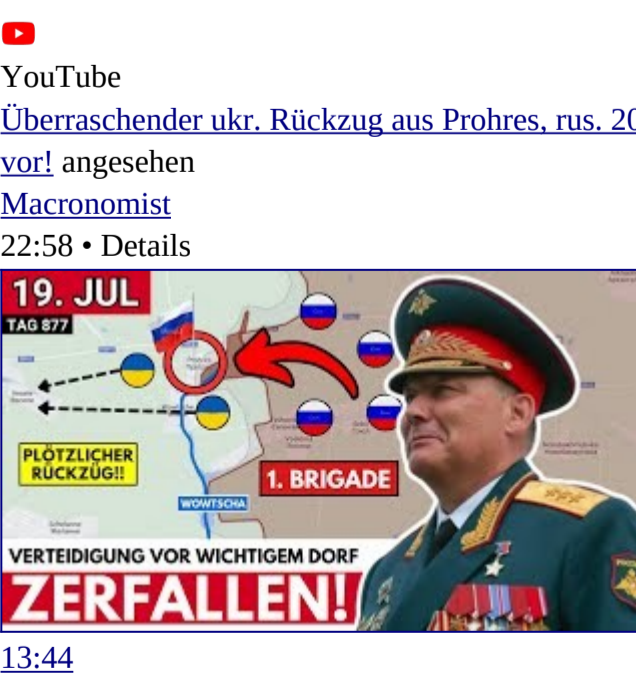 YouTube
Überraschender ukr. Rückzug aus Prohres, rus. 20
vor! angesehen
Macronomist
22:58 • Details
19. JUL
TAG 877
PLÖTZLICHER
RÜCKZÜG!!
1. BRIGADE
WOWTSCHA
VERTEIDIGUNG VOR WICHTIGEM DORF
ZERFALLEN!
13:44